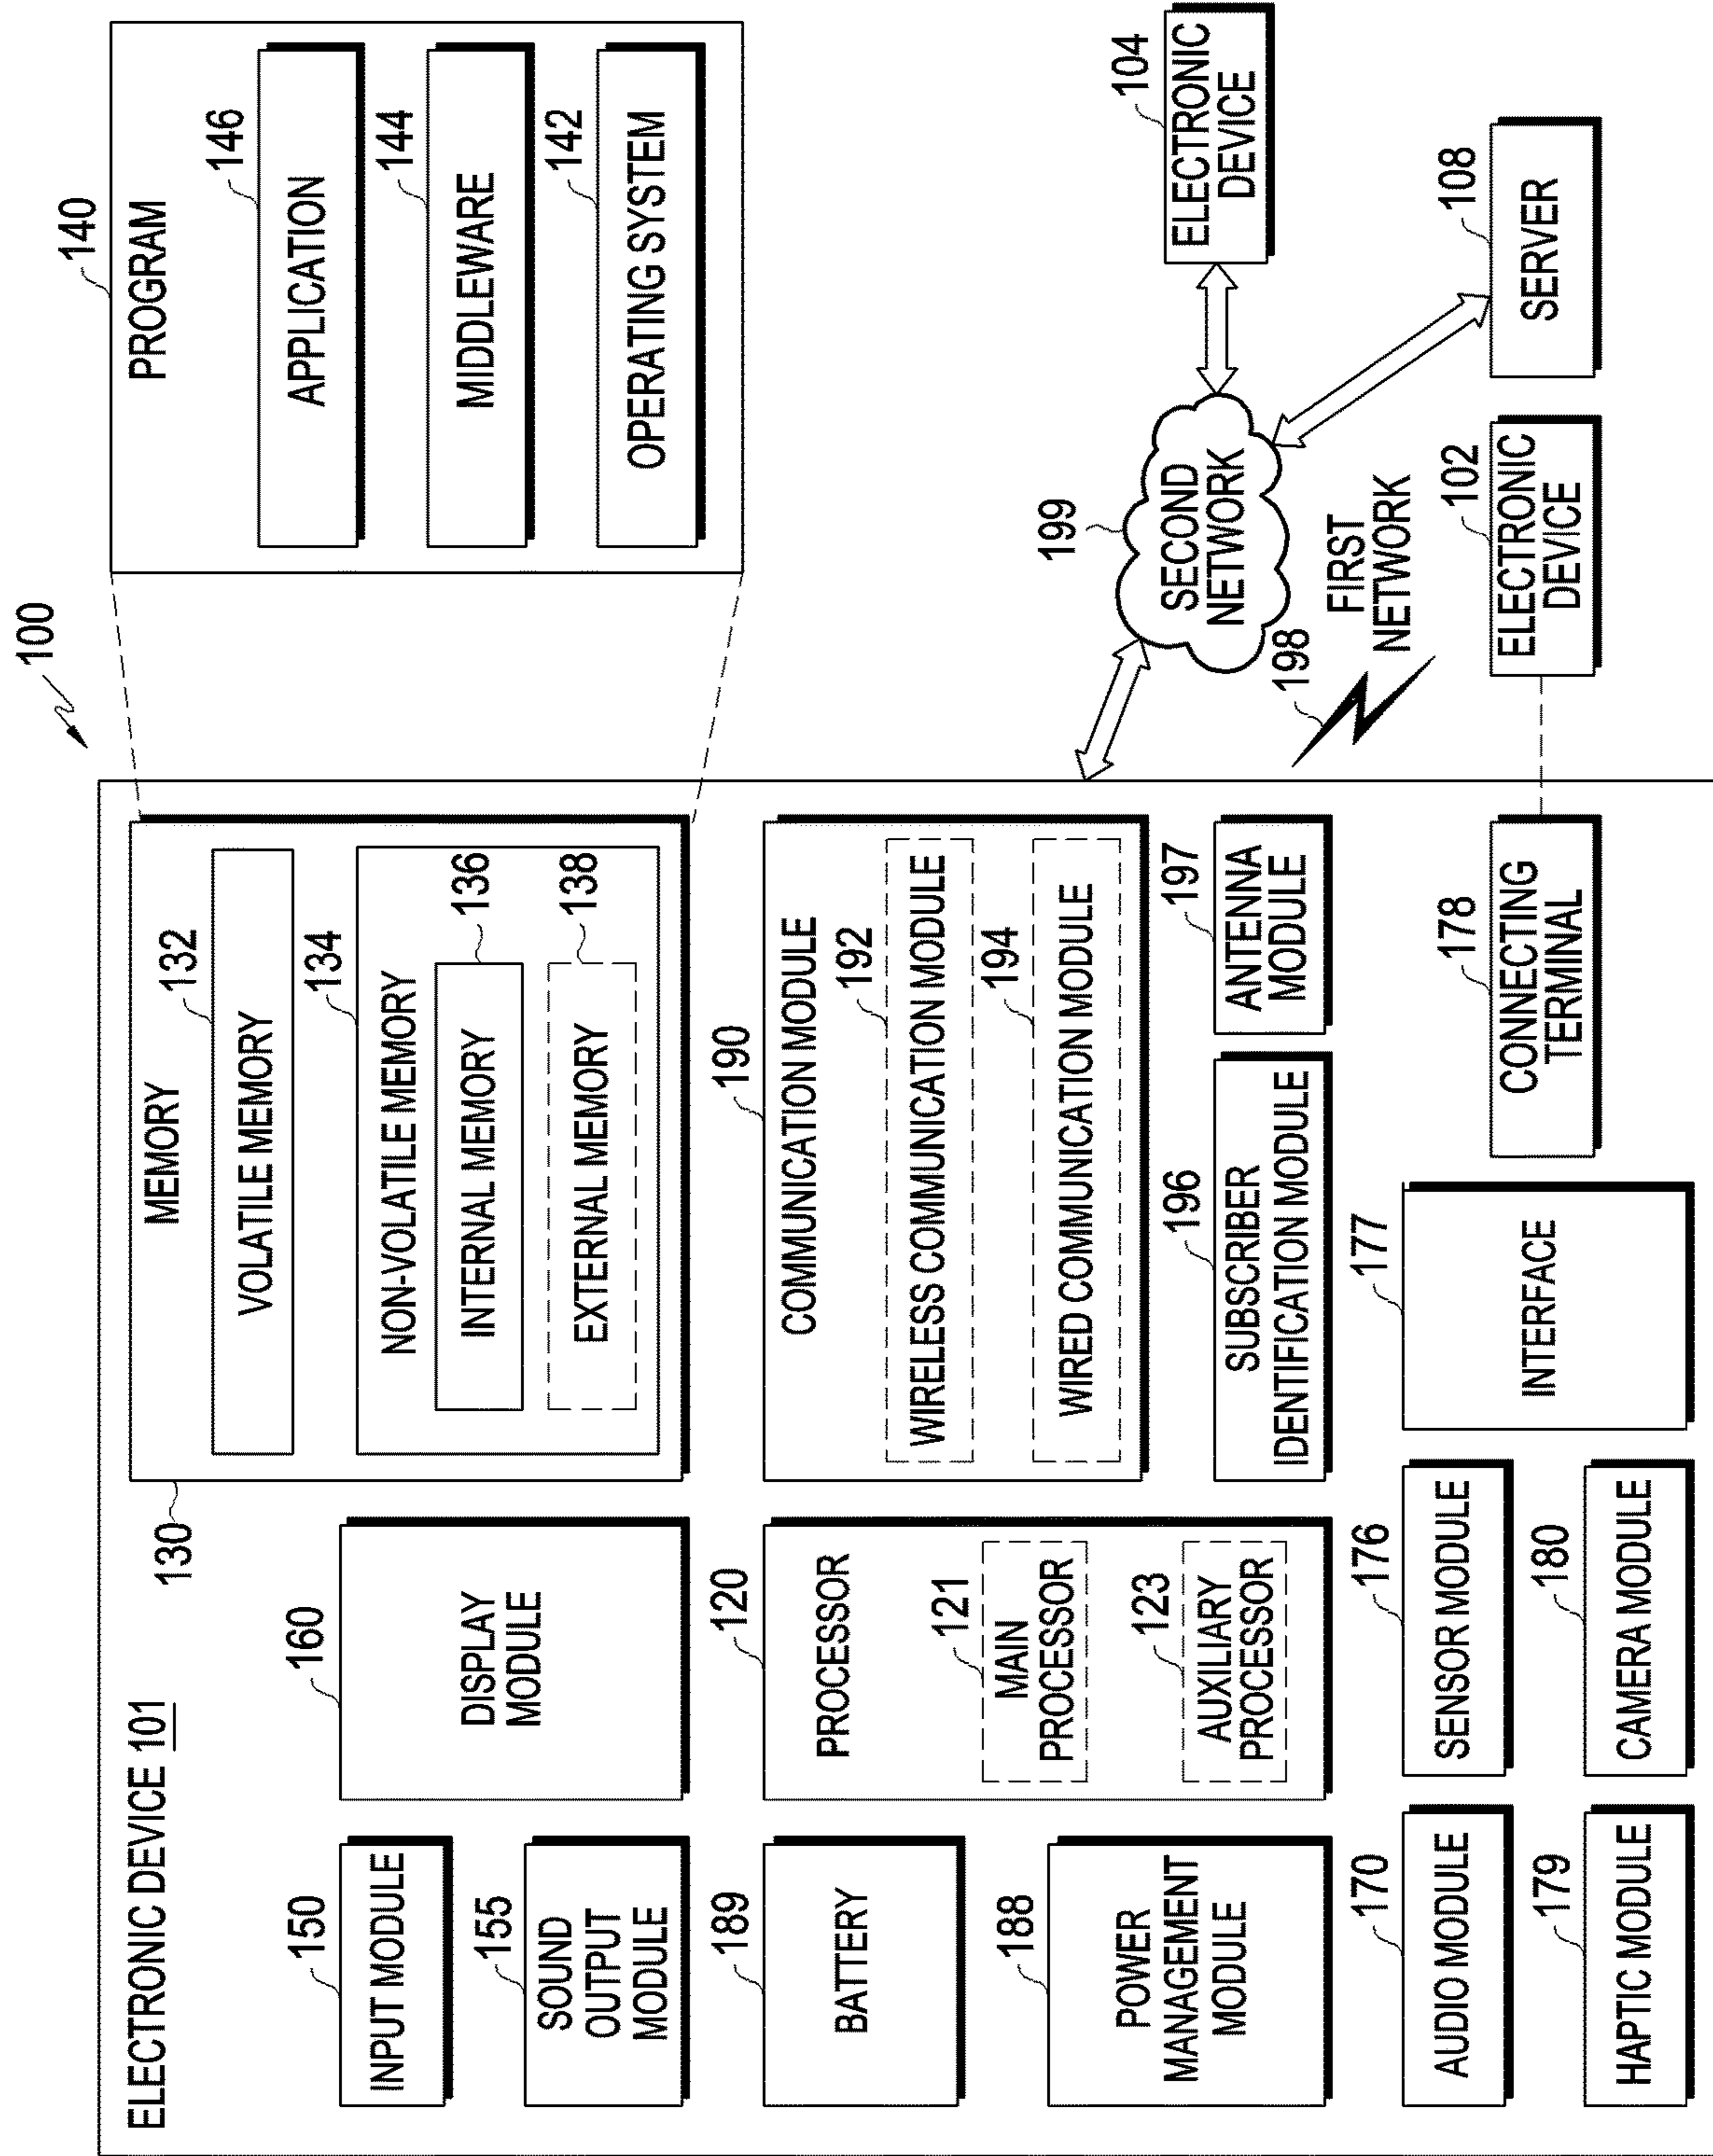 100
ELECTRONIC DEVICE 101
150
INPUT MODULE
155
SOUND
OUTPUT
MODULE
189
BATTERY
188
POWER
MANAGEMENT
MODULE
170
AUDIO MODULE
179
HAPTIC MODULE
160
DISPLAY
MODULE
120
PROCESSOR
121
MAIN
PROCESSOR
123
AUXILIARY
PROCESSOR
176
SENSOR MODULE
180
CAMERA MODULE
130
MEMORY
132
VOLATILE MEMORY
134
NON-VOLATILE MEMORY
136
INTERNAL MEMORY
138
EXTERNAL MEMORY
190
COMMUNICATION MODULE
192
WIRELESS COMMUNICATION MODULE
194
WIRED COMMUNICATION MODULE
196
SUBSCRIBER
IDENTIFICATION MODULE
197
ANTENNA
MODULE
177
INTERFACE
178
CONNECTING
TERMINAL
140
PROGRAM
146
APPLICATION
144
MIDDLEWARE
142
OPERATING SYSTEM
199
SECOND
NETWORK
104
ELECTRONIC
DEVICE
198
FIRST
NETWORK
102
ELECTRONIC
DEVICE
108
SERVER